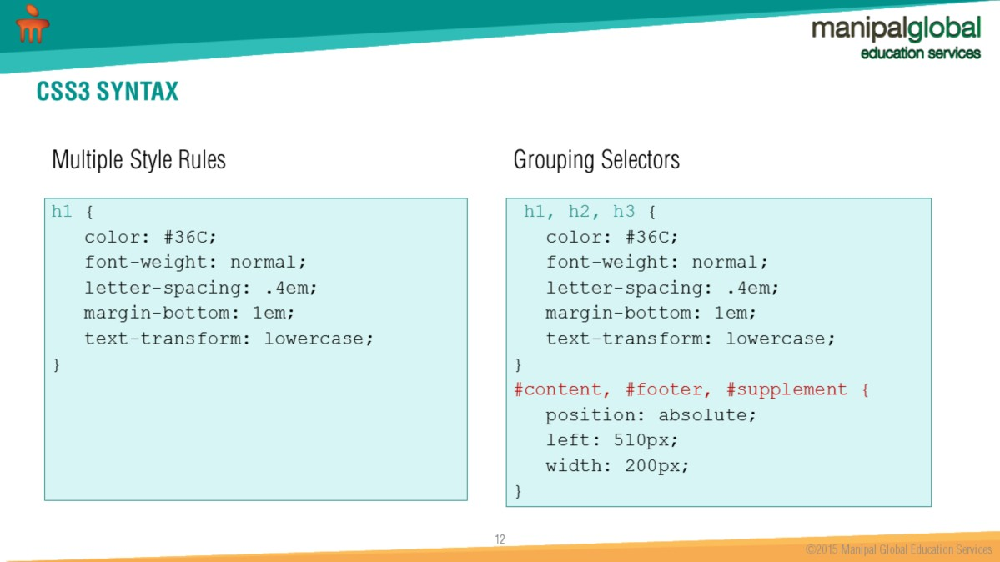 manipalglobal
education services
CSS3 SYNTAX
Multiple Style Rules
h1 {
   color: #36C;
   font-weight: normal;
   letter-spacing: .4em;
   margin-bottom: 1em;
   text-transform: lowercase;
}
Grouping Selectors
h1, h2, h3 {
   color: #36C;
   font-weight: normal;
   letter-spacing: .4em;
   margin-bottom: 1em;
   text-transform: lowercase;
}
#content, #footer, #supplement {
   position: absolute;
   left: 510px;
   width: 200px;
}
12
©2015 Manipal Global Education Services